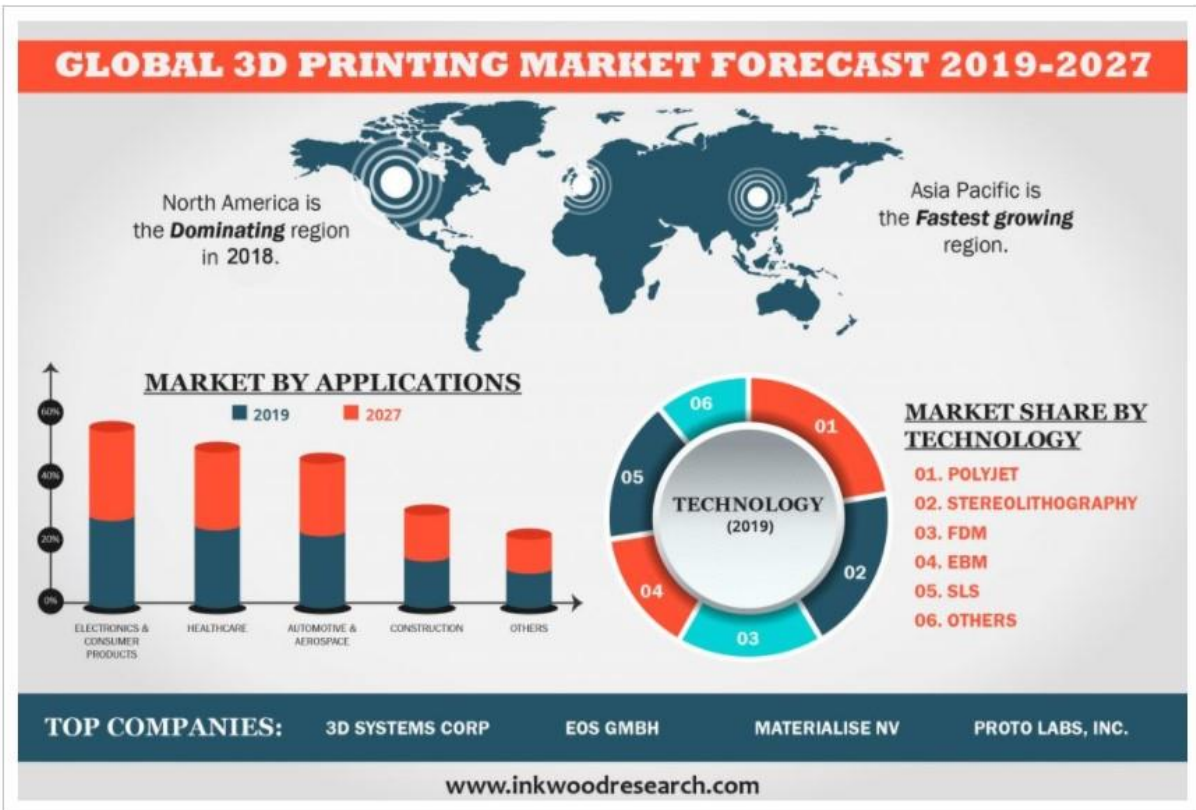 GLOBAL 3D PRINTING MARKET FORECAST 2019-2027
North America is
the Dominating region
in 2018.
Asia Pacific is
the Fastest growing
region.
MARKET BY APPLICATIONS
2019
2027
60%
40%
20%
0%
ELECTRONICS &
CONSUMER
PRODUCTS
HEALTHCARE
AUTOMOTIVE &
AEROSPACE
CONSTRUCTION
OTHERS
06
01
05
02
04
03
TECHNOLOGY
(2019)
MARKET SHARE BY
TECHNOLOGY
01. POLYJET
02. STEREOLITHOGRAPHY
03. FDM
04. EBM
05. SLS
06. OTHERS
TOP COMPANIES: 3D SYSTEMS CORP EOS GMBH MATERIALISE NV PROTO LABS, INC.
www.inkwoodresearch.com